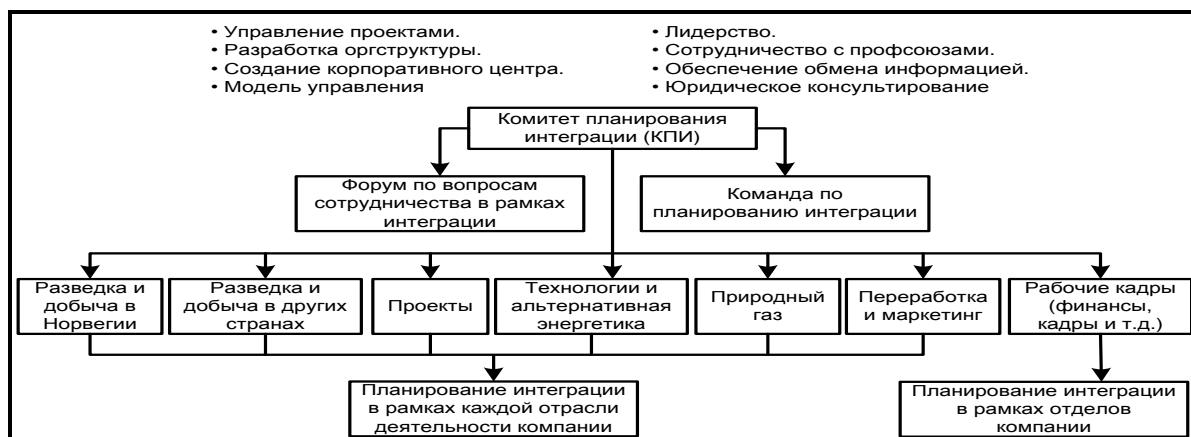 • Управление проектами.
• Разработка оргструктуры.
• Создание корпоративного центра.
• Модель управления
• Лидерство.
• Сотрудничество с профсоюзами.
• Обеспечение обмена информацией.
• Юридическое консультирование
Комитет планирования
интеграции (КПИ)
Форум по вопросам
сотрудничества в рамках
интеграции
Команда по
планированию интеграции
Разведка и
добыча в
Норвегии
Разведка и
добыча в других
странах
Проекты
Технологии и
альтернативная
энергетика
Природный
газ
Переработка
и маркетинг
Рабочие кадры
(финансы,
кадры и т.д.)
Планирование интеграции
в рамках каждой отрасли
деятельности компании
Планирование интеграции
в рамках отделов
компании